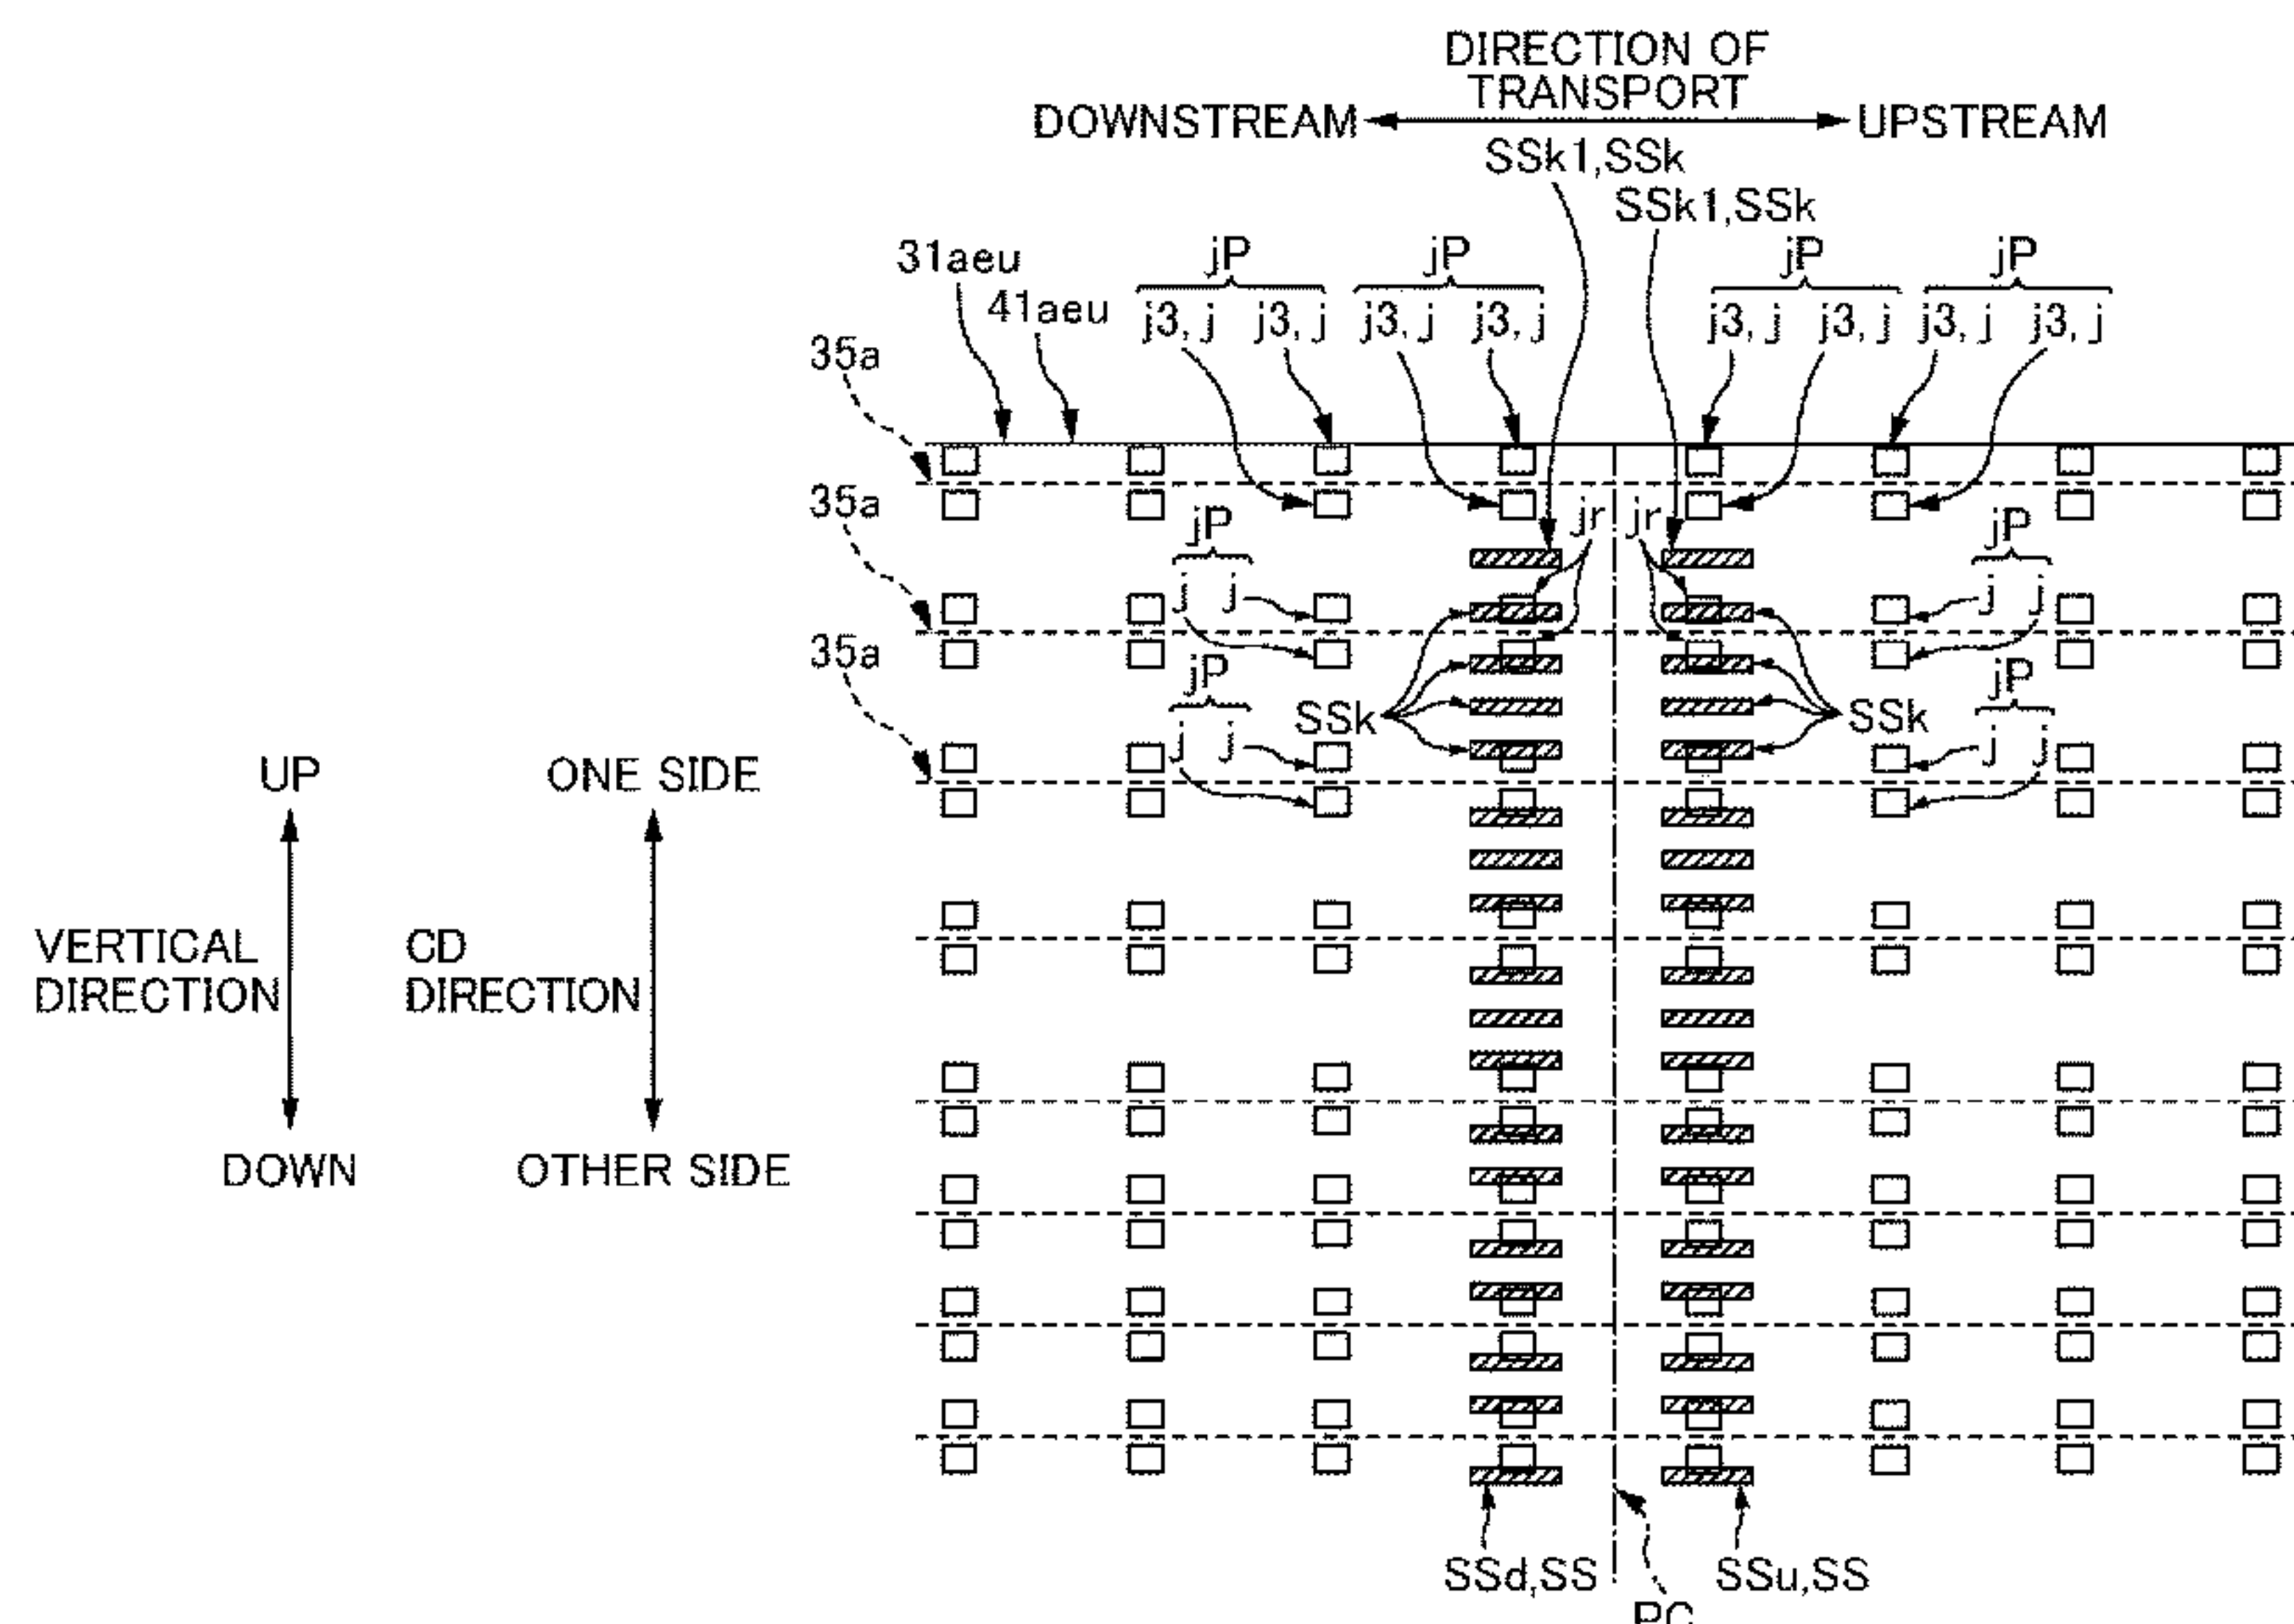 DIRECTION OF
TRANSPORT
DOWNSTREAM
UPSTREAM
SSk1,SSk
SSk1,SSk
31aeu
jP
jP
jP
jP
41aeu
j3, j
j3, j
j3, j
j3, j
j3, j
j3, j
j3, j
j3, j
35a
35a
jP
jr
jr
jP
j
j
j
j
35a
jP
jP
SSk
SSk
j
j
j
j
UP
ONE SIDE
VERTICAL
DIRECTION
CD
DIRECTION
DOWN
OTHER SIDE
SSd,SS
SSu,SS
PC